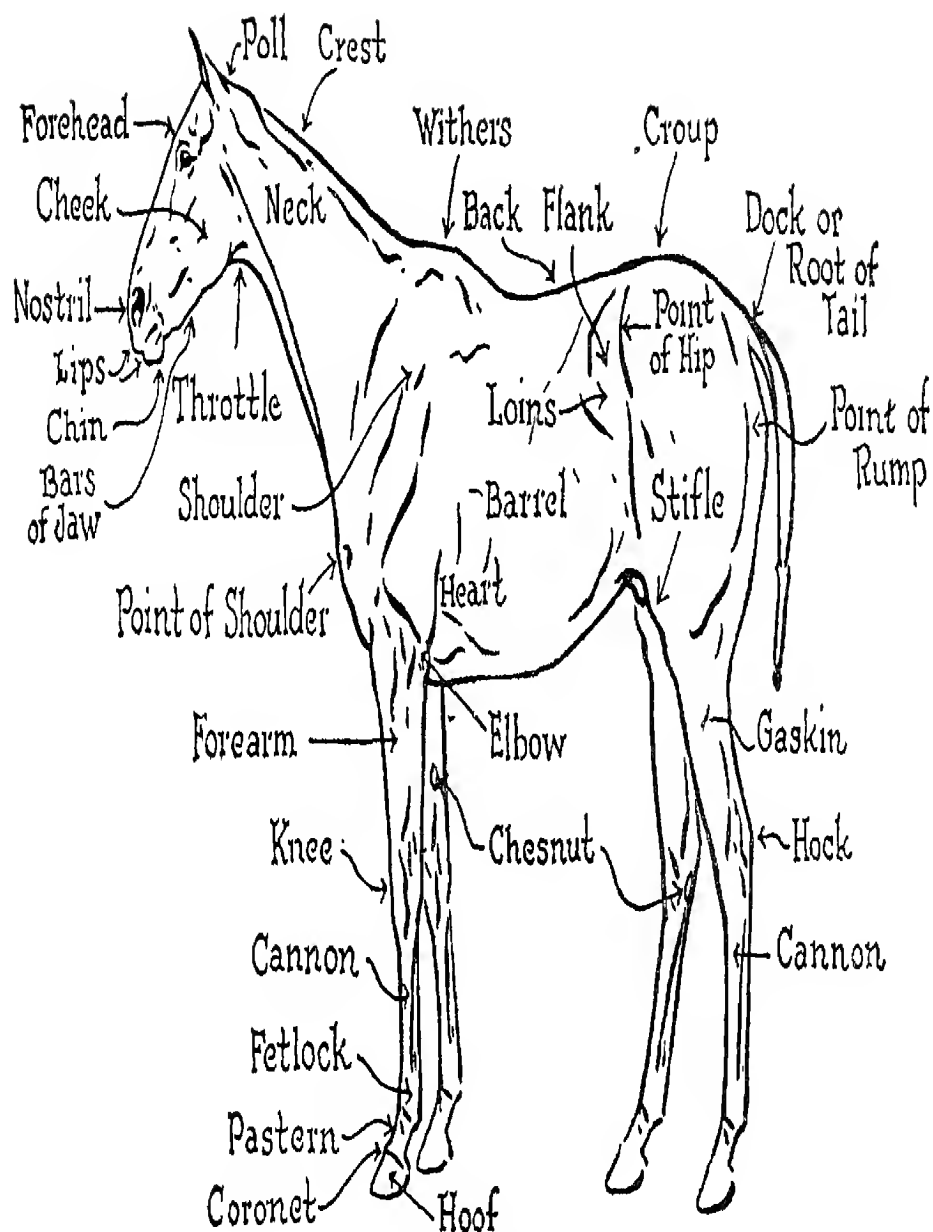 Poll
Crest
Forehead
Withers
Croup
Cheek
Neck
Back
Flank
Dock or
Root of
Tail
Nostril
Point
of Hip
Lips
Chin
Throttle
Loins
Point of
Rump
Bars
of Jaw
Shoulder
Barrel
Stifle
Heart
Point of Shoulder
Forearm
Elbow
Gaskin
Knee
Chesnut
Hock
Cannon
Cannon
Fetlock
Pastern
Coronet
Hoof